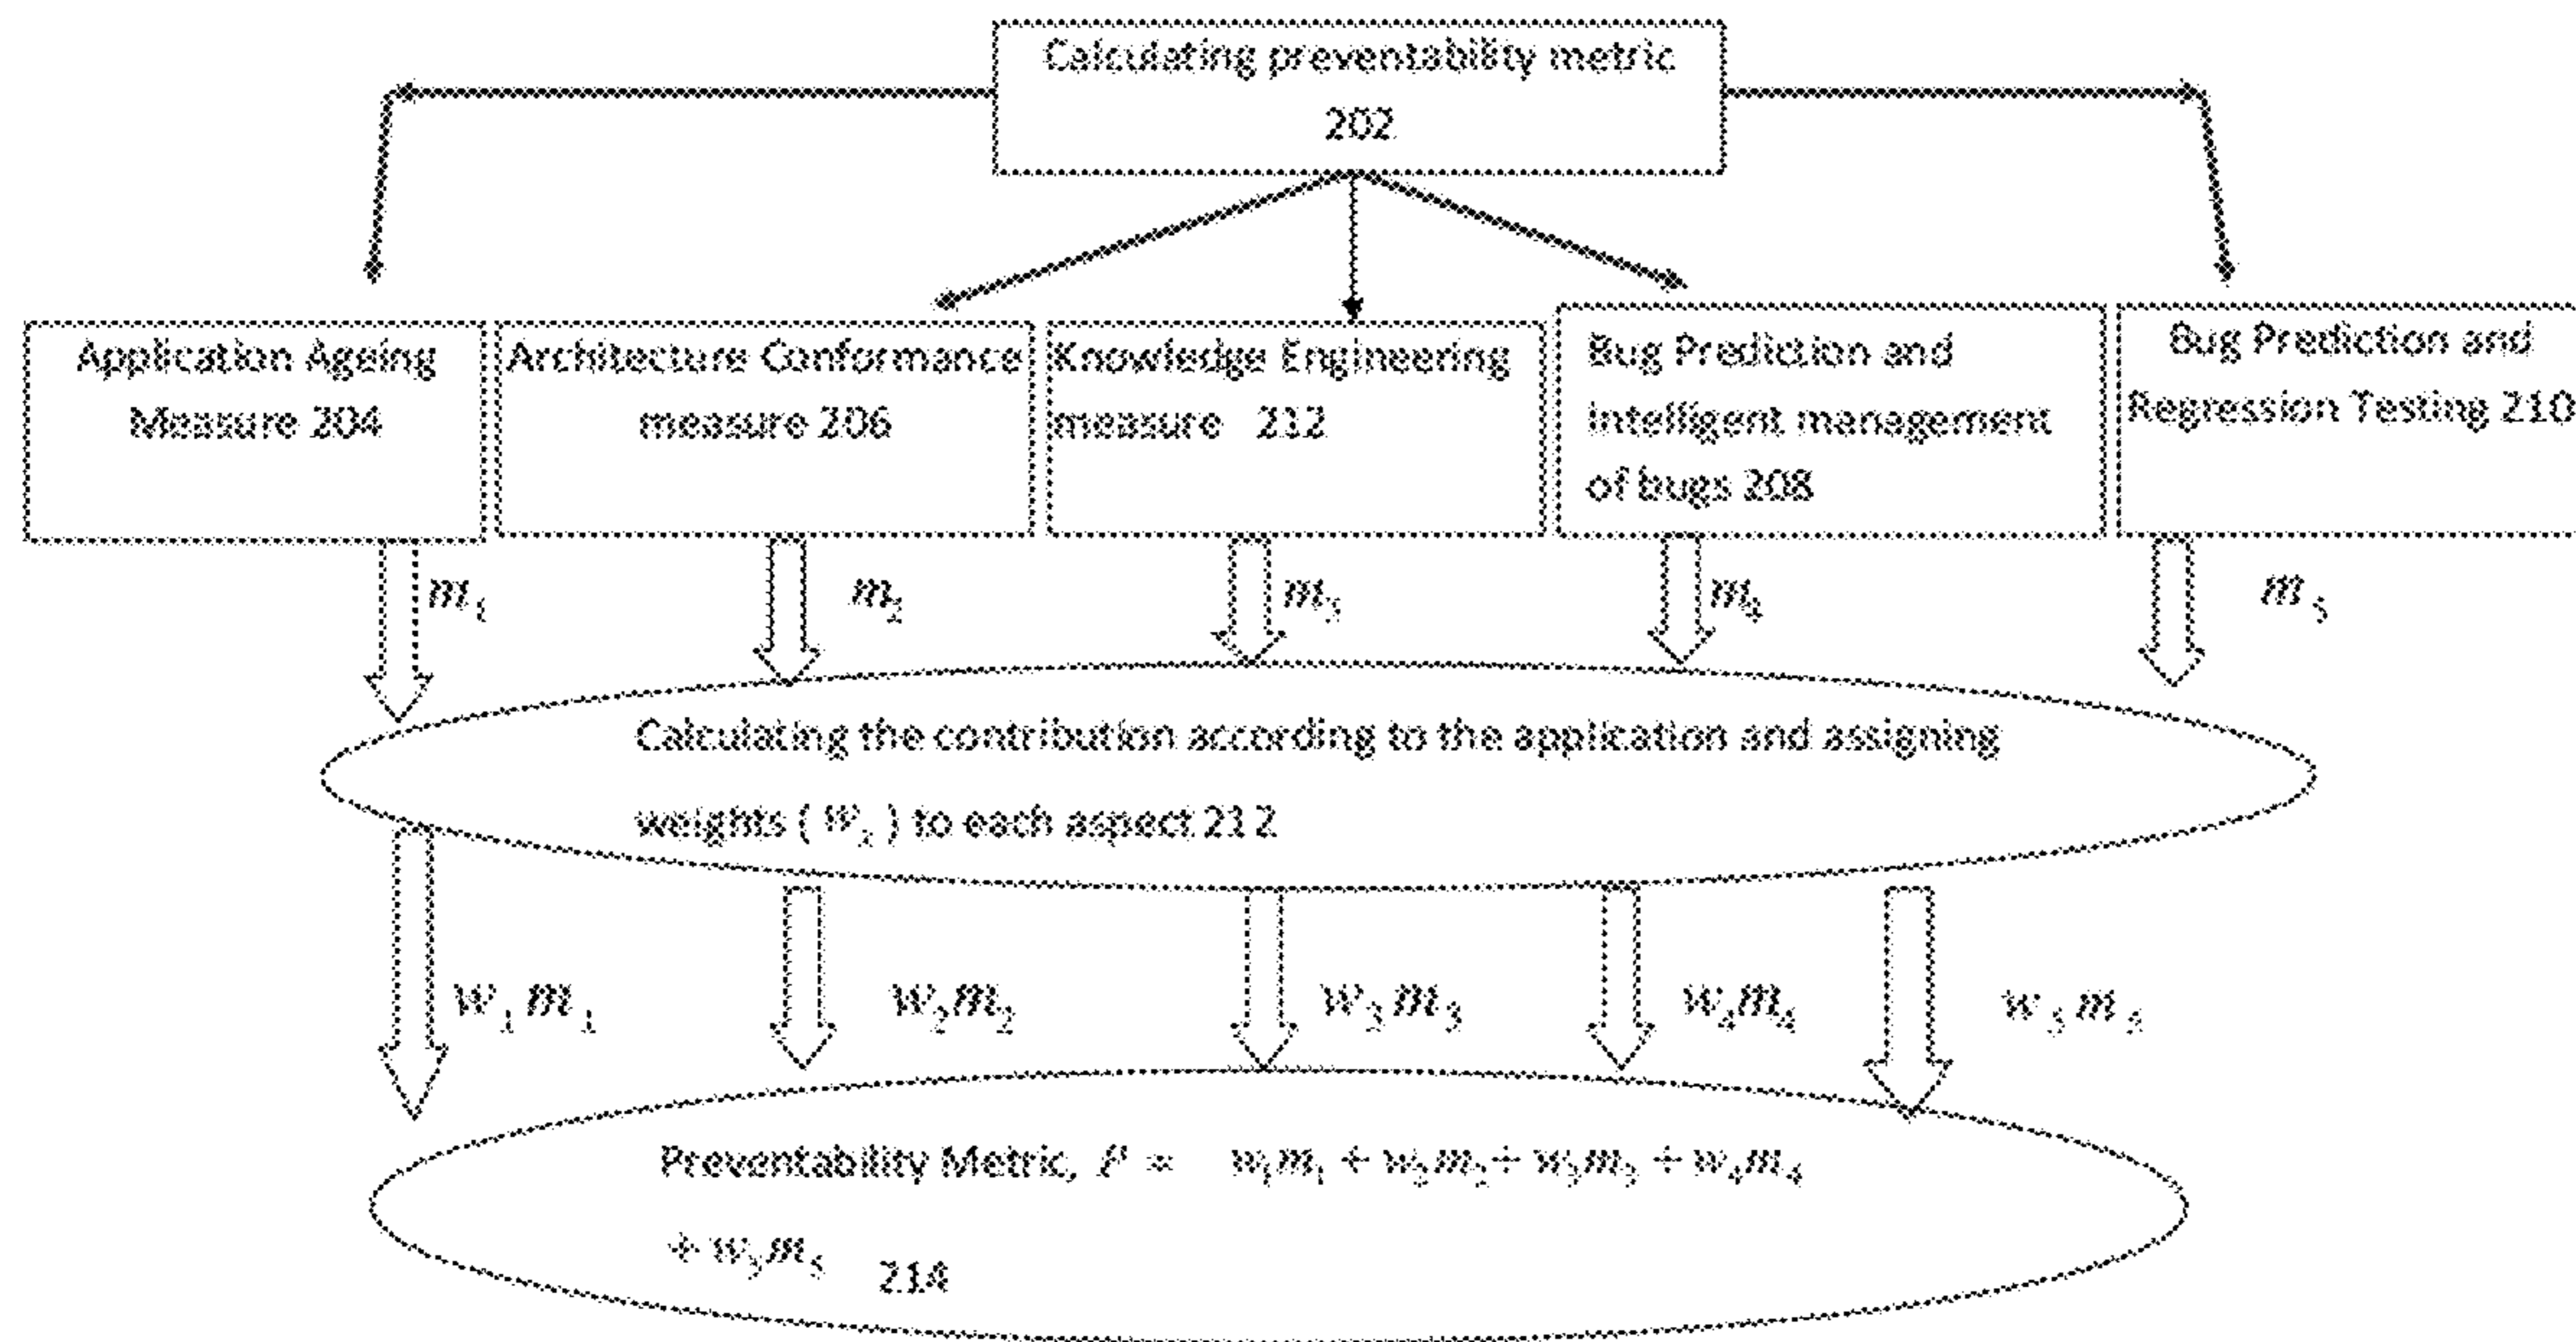 Calculating preventability metric
202
Application Ageing
Measure 204
Architecture Conformance
measure 206
Knowledge Engineering
measure 212
Bug Prediction and
intelligent management
of bugs 208
Bug Prediction and
Regression Testing 210
m₁
m₂
m₃
m₄
m₅
Calculating the contribution according to the application and assigning
weights ( Wₓ ) to each aspect 212
w₁m₁
w₂m₂
w₃m₃
w₄m₄
w₅m₅
Preventability Metric, P = w₁m₁ + w₂m₂ + w₃m₃ + w₄m₄
+ w₅m₅ 214